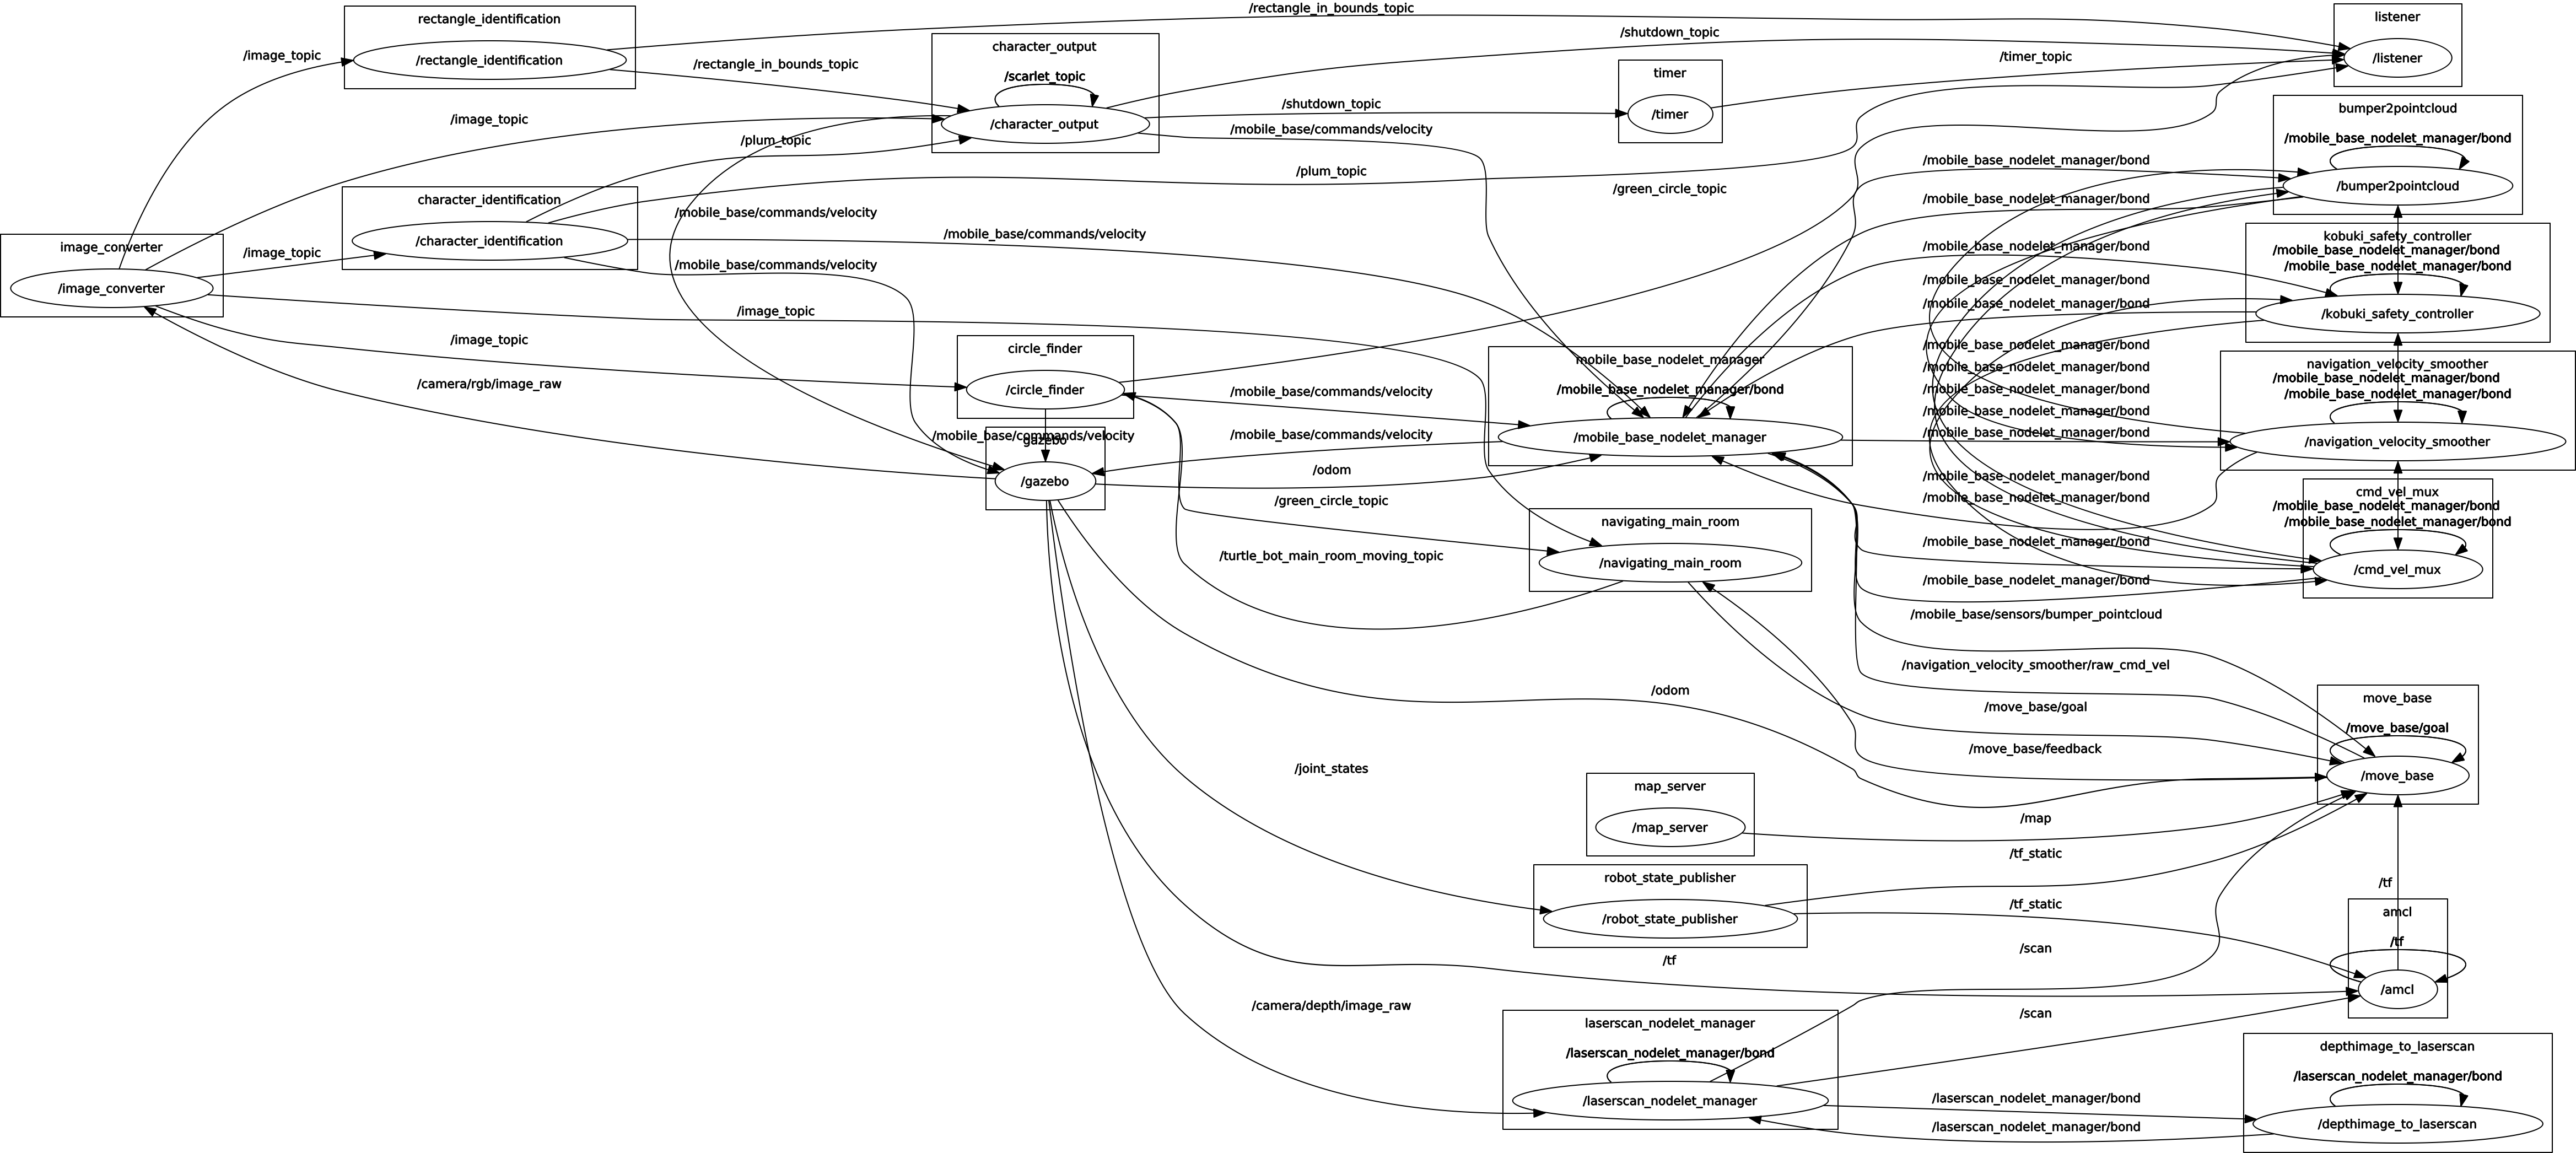 rectangle_identification
/rectangle_identification
/image_topic
/rectangle_in_bounds_topic
/rectangle_in_bounds_topic
character_output
/scarlet_topic
/character_output
/shutdown_topic
/shutdown_topic
timer
/timer
/timer_topic
listener
/listener
/image_topic
/plum_topic
/mobile_base/commands/velocity
/plum_topic
/green_circle_topic
character_identification
/character_identification
/mobile_base/commands/velocity
/mobile_base/commands/velocity
/mobile_base/commands/velocity
image_converter
/image_converter
/image_topic
/image_topic
/image_topic
/camera/rgb/image_raw
circle_finder
/circle_finder
/mobile_base/commands/velocity
/mobile_base/commands/velocity
gazebo
/mobile_base/commands/velocity
/gazebo
/odom
/green_circle_topic
/turtle_bot_main_room_moving_topic
mobile_base_nodelet_manager
/mobile_base_nodelet_manager/bond
/mobile_base_nodelet_manager
navigating_main_room
/navigating_main_room
bumper2pointcloud
/mobile_base_nodelet_manager/bond
/bumper2pointcloud
kobuki_safety_controller
/mobile_base_nodelet_manager/bond
/mobile_base_nodelet_manager/bond
/kobuki_safety_controller
navigation_velocity_smoother
/mobile_base_nodelet_manager/bond
/mobile_base_nodelet_manager/bond
/navigation_velocity_smoother
cmd_vel_mux
/mobile_base_nodelet_manager/bond
/mobile_base_nodelet_manager/bond
/cmd_vel_mux
/mobile_base_nodelet_manager/bond
/mobile_base_nodelet_manager/bond
/mobile_base_nodelet_manager/bond
/mobile_base_nodelet_manager/bond
/mobile_base_nodelet_manager/bond
/mobile_base_nodelet_manager/bond
/mobile_base_nodelet_manager/bond
/mobile_base_nodelet_manager/bond
/mobile_base_nodelet_manager/bond
/mobile_base_nodelet_manager/bond
/mobile_base_nodelet_manager/bond
/mobile_base_nodelet_manager/bond
/mobile_base_nodelet_manager/bond
/mobile_base_nodelet_manager/bond
/mobile_base/sensors/bumper_pointcloud
/navigation_velocity_smoother/raw_cmd_vel
/odom
/move_base/goal
/move_base/feedback
move_base
/move_base/goal
/move_base
/joint_states
map_server
/map_server
/map
robot_state_publisher
/robot_state_publisher
/tf_static
/tf_static
/tf
amcl
/tf
/amcl
/scan
/tf
/scan
/camera/depth/image_raw
laserscan_nodelet_manager
/laserscan_nodelet_manager/bond
/laserscan_nodelet_manager
/laserscan_nodelet_manager/bond
/laserscan_nodelet_manager/bond
depthimage_to_laserscan
/laserscan_nodelet_manager/bond
/depthimage_to_laserscan